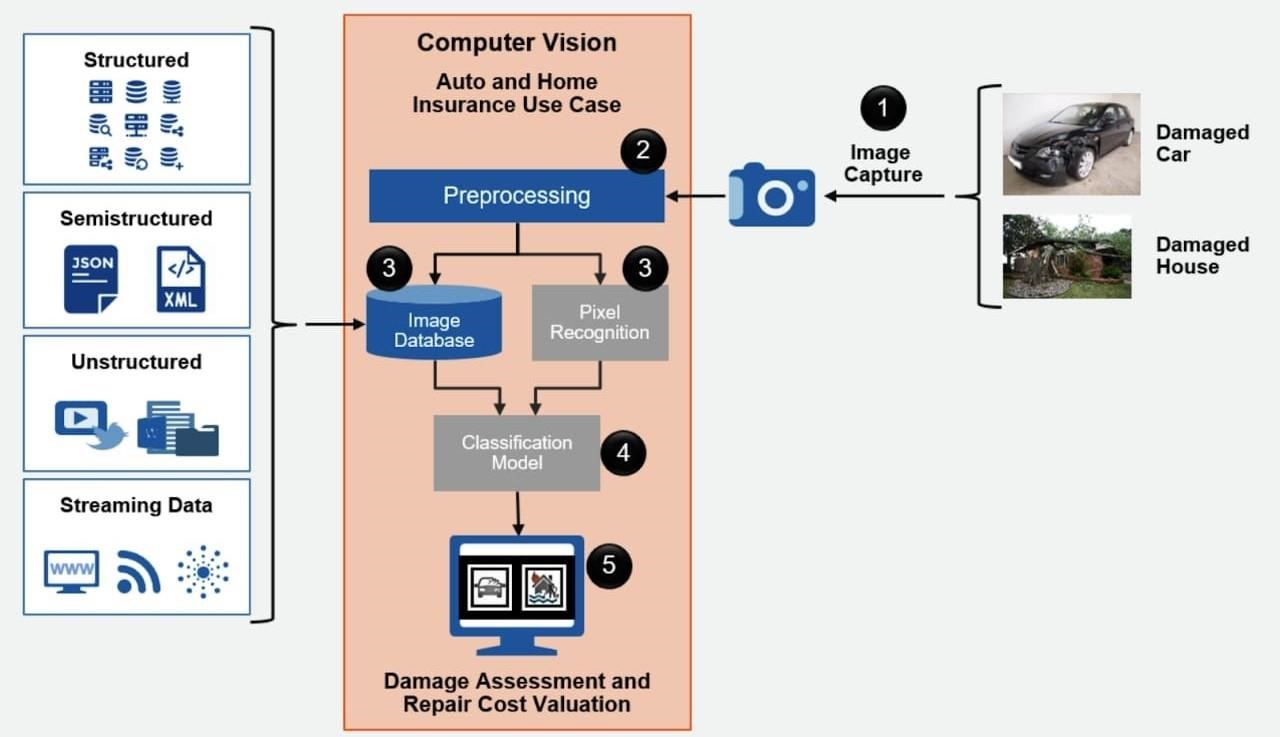 Structured
Semistructured
JSON
</>
XML
Unstructured
W
Streaming Data
WWW
Computer Vision
Auto and Home
Insurance Use Case
2
Preprocessing
3
3
Image
Database
Pixel
Recognition
Classification
Model
4
5
Damage Assessment and
Repair Cost Valuation
1
Image
Capture
Damaged
Car
Damaged
House